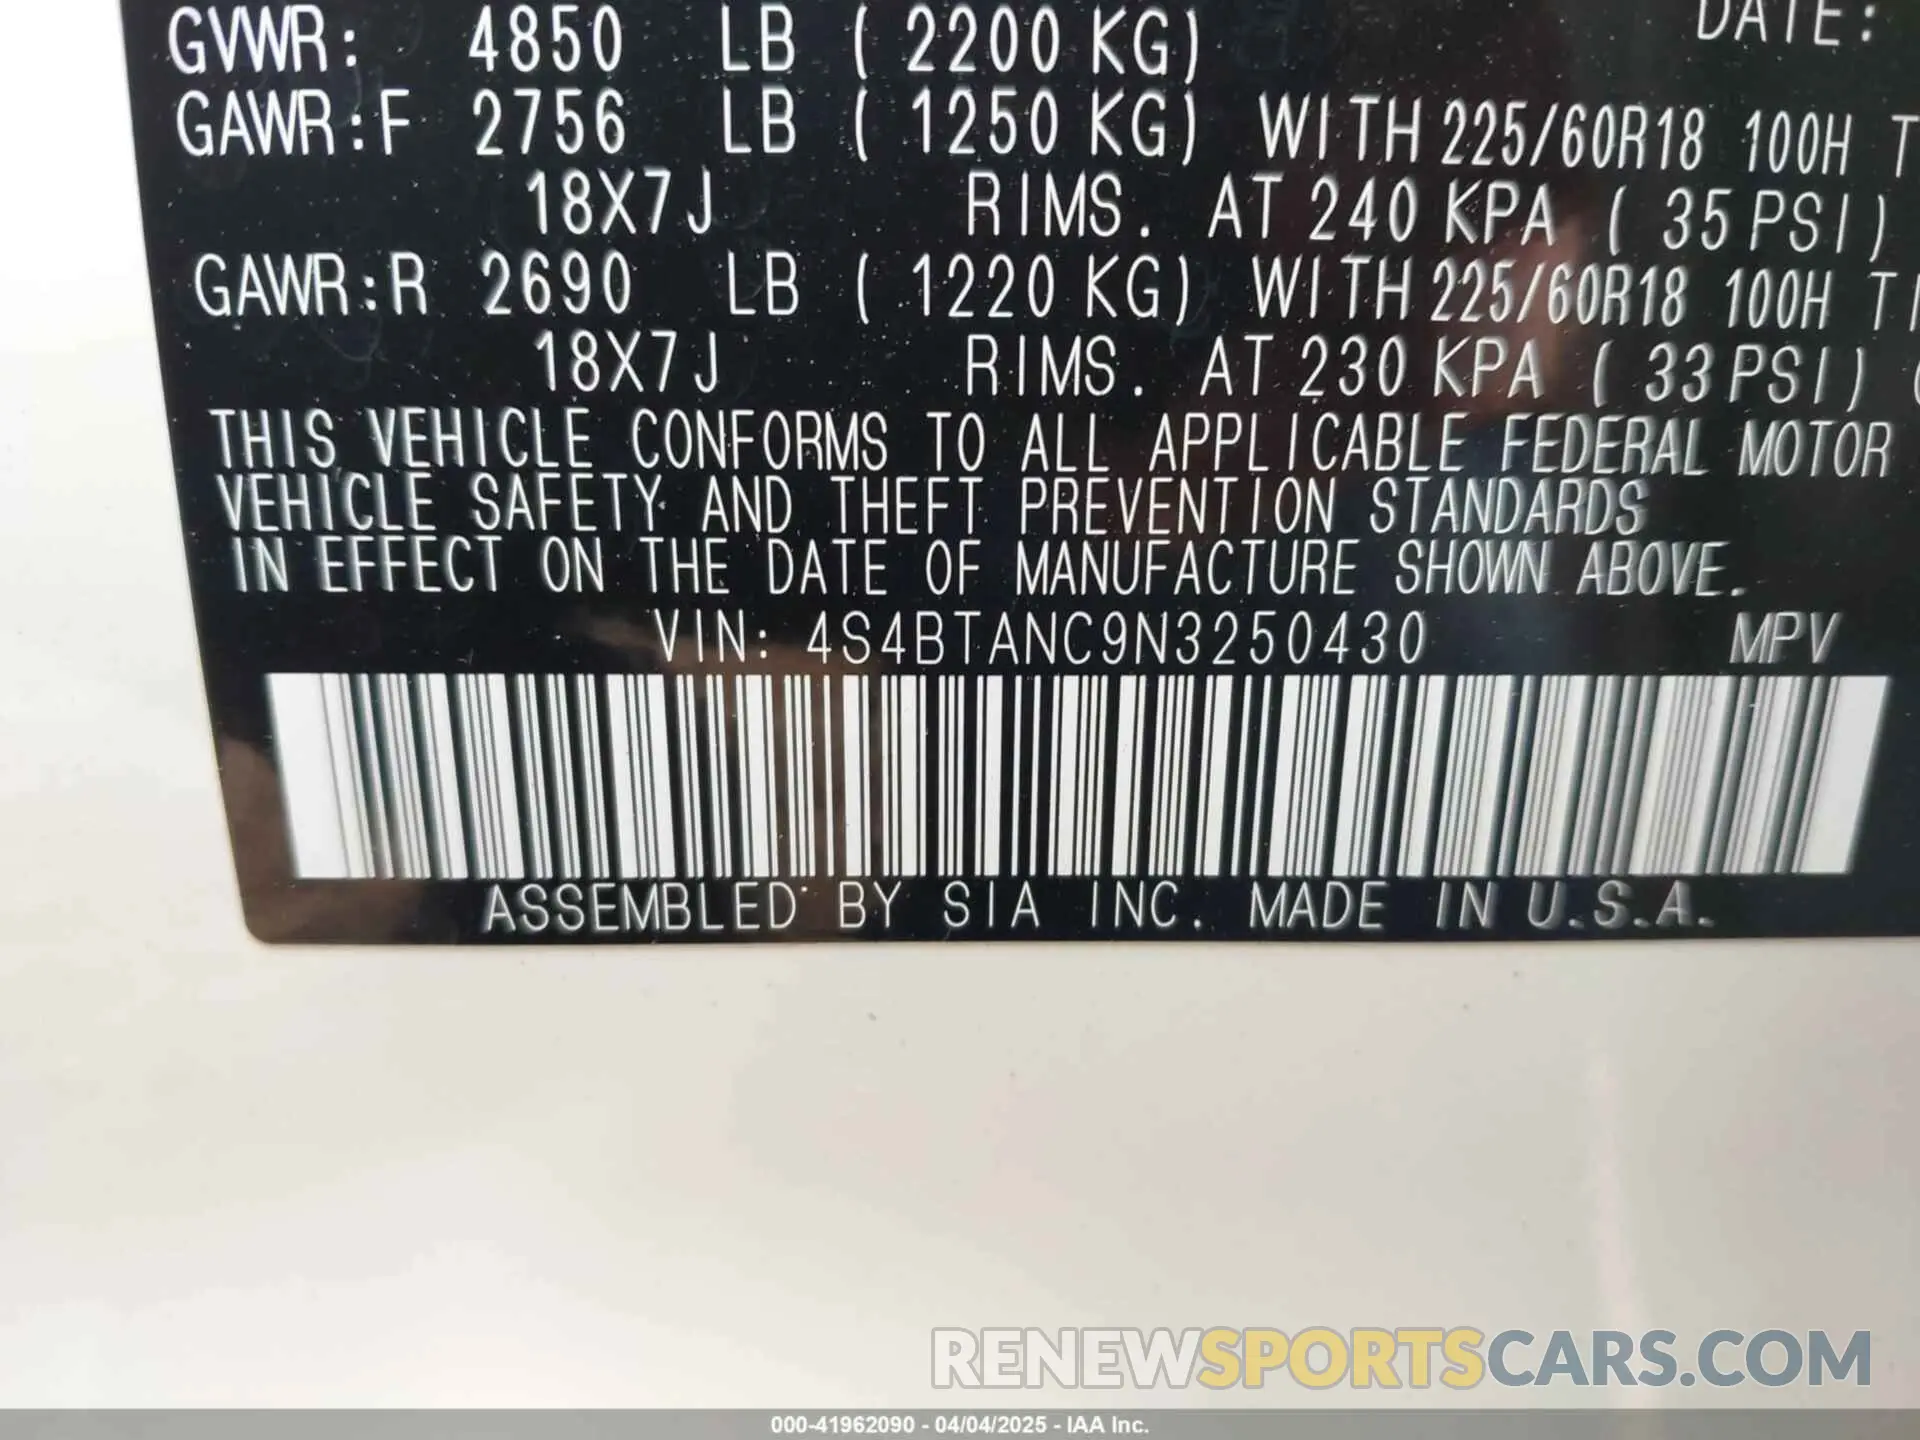 DATE:
GVWR: 4850 LB ( 2200 KG)
GAWR:F 2756 LB ( 1250 KG) WITH 225/60R18 100H T
18X7J RIMS. AT 240 KPA ( 35 PSI)
GAWR:R 2690 LB ( 1220 KG) WITH 225/60R18 100H TI
18X7J RIMS. AT 230 KPA ( 33 PSI) (
THIS VEHICLE CONFORMS TO ALL APPLICABLE FEDERAL MOTOR
VEHICLE SAFETY AND THEFT PREVENTION STANDARDS
IN EFFECT ON THE DATE OF MANUFACTURE SHOWN ABOVE.
VIN: 4S4BTANC9N3250430 MPV
ASSEMBLED BY SIA INC. MADE IN U.S.A.
RENEWSPORTSCARS.COM
000-41962090 - 04/04/2025 - IAA Inc.